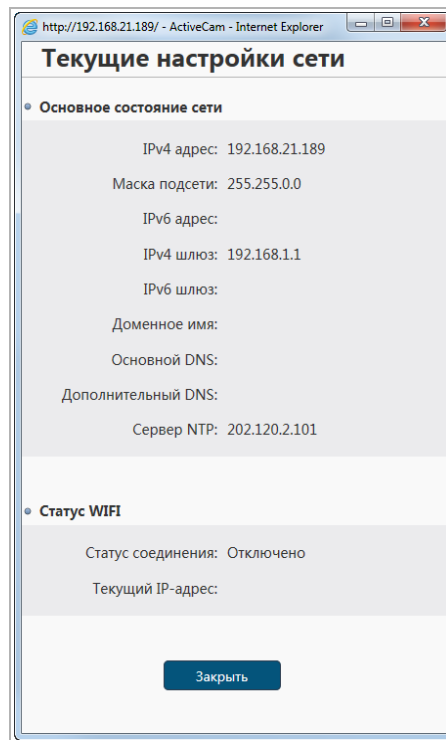 http://192.168.21.189/ - ActiveCam - Internet Explorer
Текущие настройки сети
Основное состояние сети
IPv4 адрес: 192.168.21.189
Маска подсети: 255.255.0.0
IPv6 адрес:
IPv4 шлюз: 192.168.1.1
IPv6 шлюз:
Доменное имя:
Основной DNS:
Дополнительный DNS:
Сервер NTP: 202.120.2.101
Статус WIFI
Статус соединения: Отключено
Текущий IP-адрес:
Закрыть